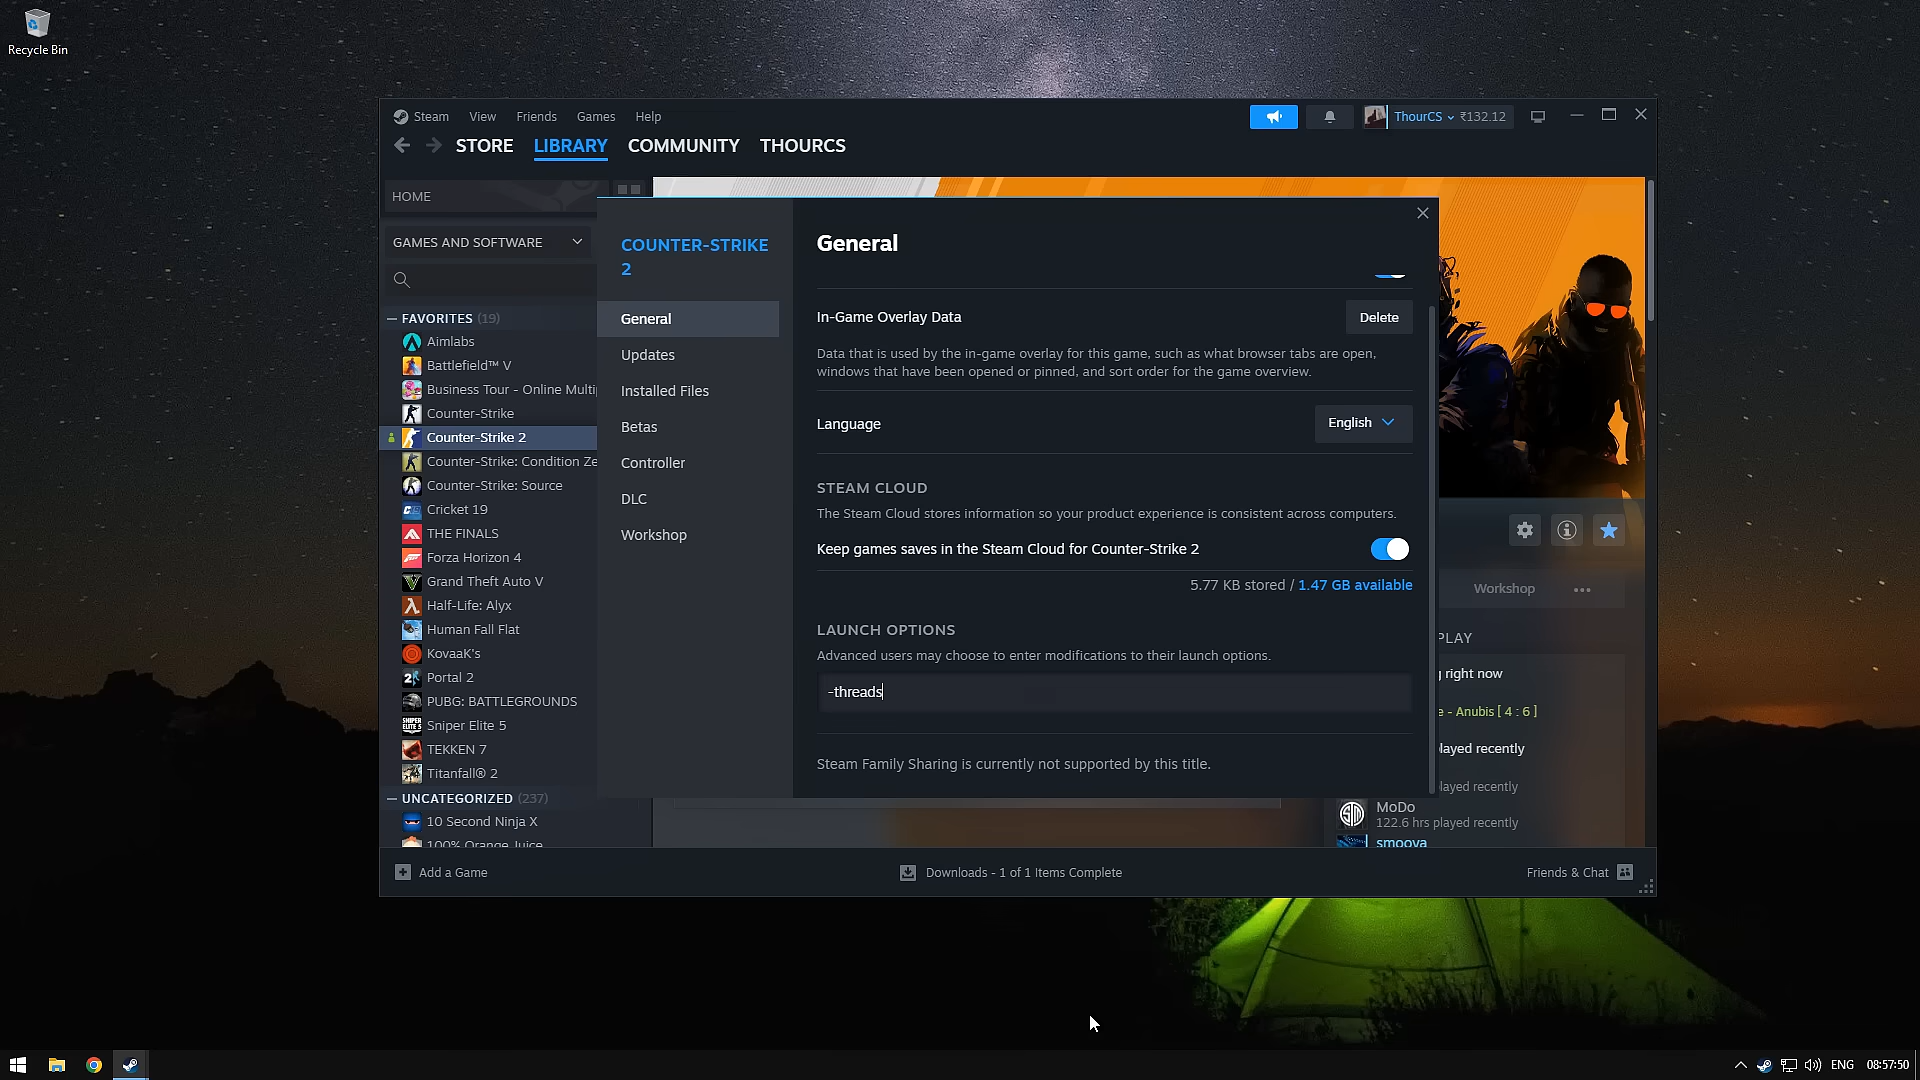 Recycle Bin
Steam View Friends Games Help
ThourCS ₹132.12
STORE LIBRARY COMMUNITY THOURCS
HOME
GAMES AND SOFTWARE
FAVORITES (19)
Aimlabs
Battlefield™ V
Business Tour - Online Multi
Counter-Strike
Counter-Strike 2
Counter-Strike: Condition Ze
Counter-Strike: Source
Cricket 19
THE FINALS
Forza Horizon 4
Grand Theft Auto V
Half-Life: Alyx
Human Fall Flat
KovaaK's
Portal 2
PUBG: BATTLEGROUNDS
Sniper Elite 5
TEKKEN 7
Titanfall® 2
UNCATEGORIZED (237)
10 Second Ninja X
100% Orange Juice
COUNTER-STRIKE
2
General
Updates
Installed Files
Betas
Controller
DLC
Workshop
General
In-Game Overlay Data
Delete
Data that is used by the in-game overlay for this game, such as what browser tabs are open,
windows that have been opened or pinned, and sort order for the game overview.
Language
English
STEAM CLOUD
The Steam Cloud stores information so your product experience is consistent across computers.
Keep games saves in the Steam Cloud for Counter-Strike 2
5.77 KB stored / 1.47 GB available
LAUNCH OPTIONS
Advanced users may choose to enter modifications to their launch options.
-threads
Steam Family Sharing is currently not supported by this title.
Workshop
PLAY
right now
e - Anubis [ 4 : 6 ]
layed recently
layed recently
MoDo
122.6 hrs played recently
smoova
Add a Game
Downloads - 1 of 1 Items Complete
Friends & Chat
ENG 08:57:50